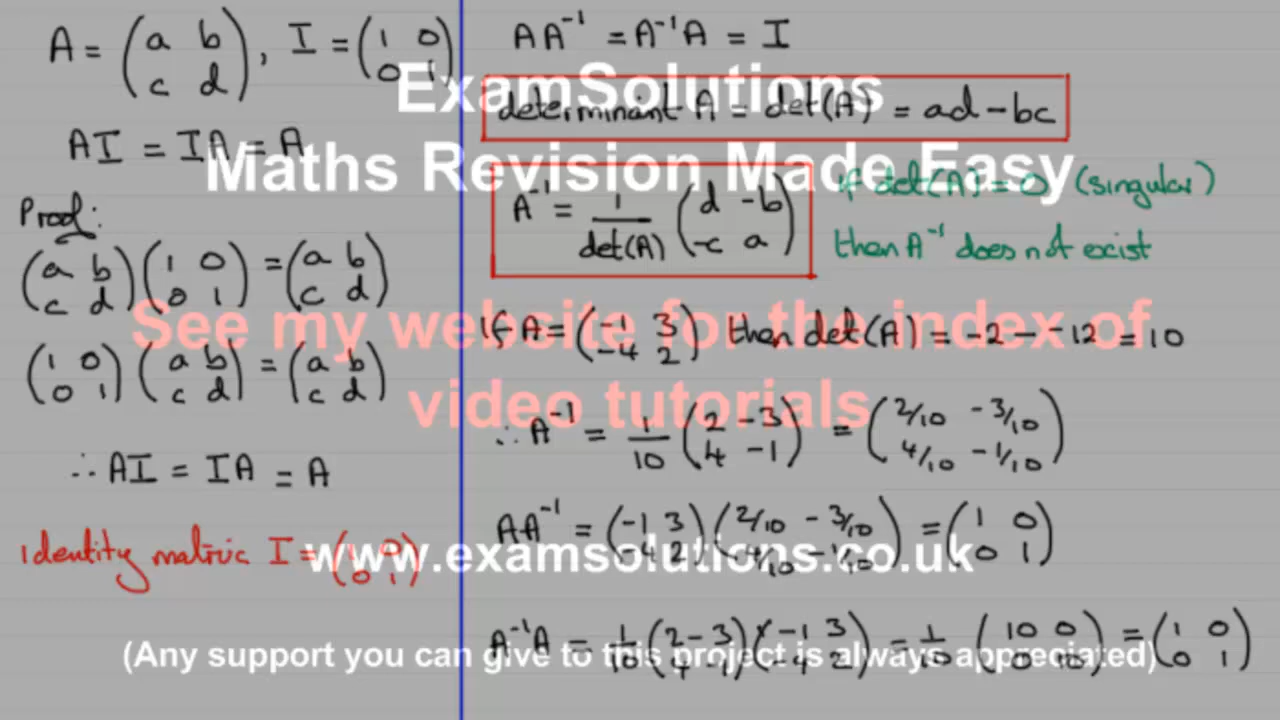 A = (a b
c d), I = (1 0
0 1)
AI = IA = A
Proof:
(a b
c d)(1 0
0 1) = (a b
c d)
(1 0
0 1)(a b
c d) = (a b
c d)
∴ AI = IA = A
Identity matric I = (1 0
0 1)
AA⁻¹ = A⁻¹A = I
determinant A = det(A) = ad - bc
A⁻¹ = 1/det(A) (d -b
-c a)
if det(A) = 0 (singular)
then A⁻¹ does not exist
If A = (-1 3
-4 2) then det(A) = -2 - -12 = 10
∴ A⁻¹ = 1/10 (2 -3
4 -1) = (2/10 -3/10
4/10 -1/10)
AA⁻¹ = (-1 3
-4 2)(2/10 -3/10
4/10 -1/10) = (1 0
0 1)
A⁻¹A = 1/10 (2 -3
4 -1)(-1 3
-4 2) = 1/10 (10 0
0 10) = (1 0
0 1)
ExamSolutions
Maths Revision Made Easy
See my website for the index of
video tutorials
www.examsolutions.co.uk
(Any support you can give to this project is always appreciated)